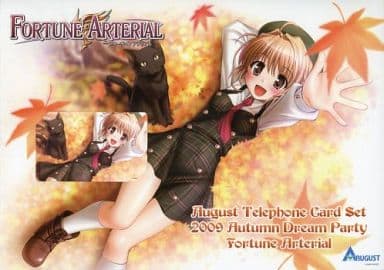 FORTUNE ARTERIAL
August Telephone Card Set
2009 Autumn Dream Party
Fortune Arterial
AUGUST